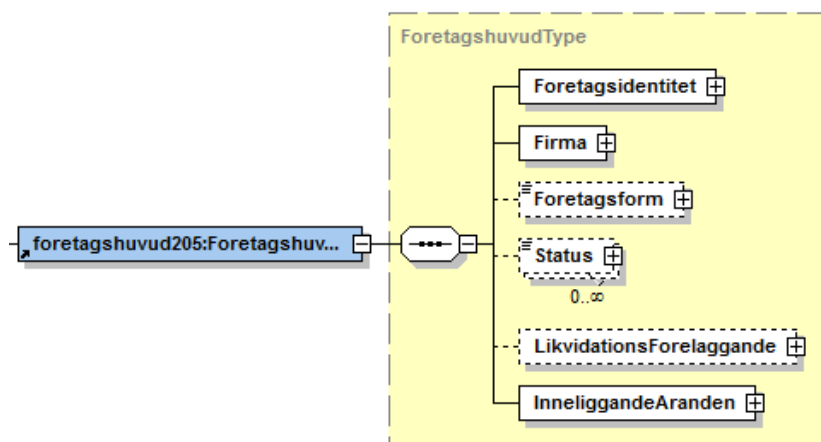 ForetagshuvudType
Foretagsidentitet
Firma
Foretagsform
foretagshuvud205:Foretagshuv...
Status
0..∞
LikvidationsForelaggande
InneliggandeAranden